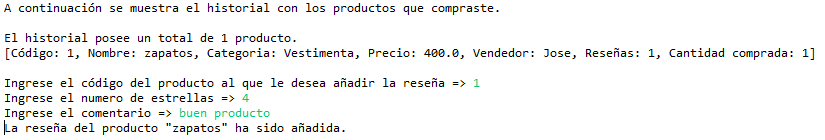 A continuación se muestra el historial con los productos que compraste.
El historial posee un total de 1 producto.
[Código: 1, Nombre: zapatos, Categoria: Vestimenta, Precio: 400.0, Vendedor: Jose, Reseñas: 1, Cantidad comprada: 1]
Ingrese el código del producto al que le desea añadir la reseña => 1
Ingrese el numero de estrellas => 4
Ingrese el comentario => buen producto
La reseña del producto "zapatos" ha sido añadida.